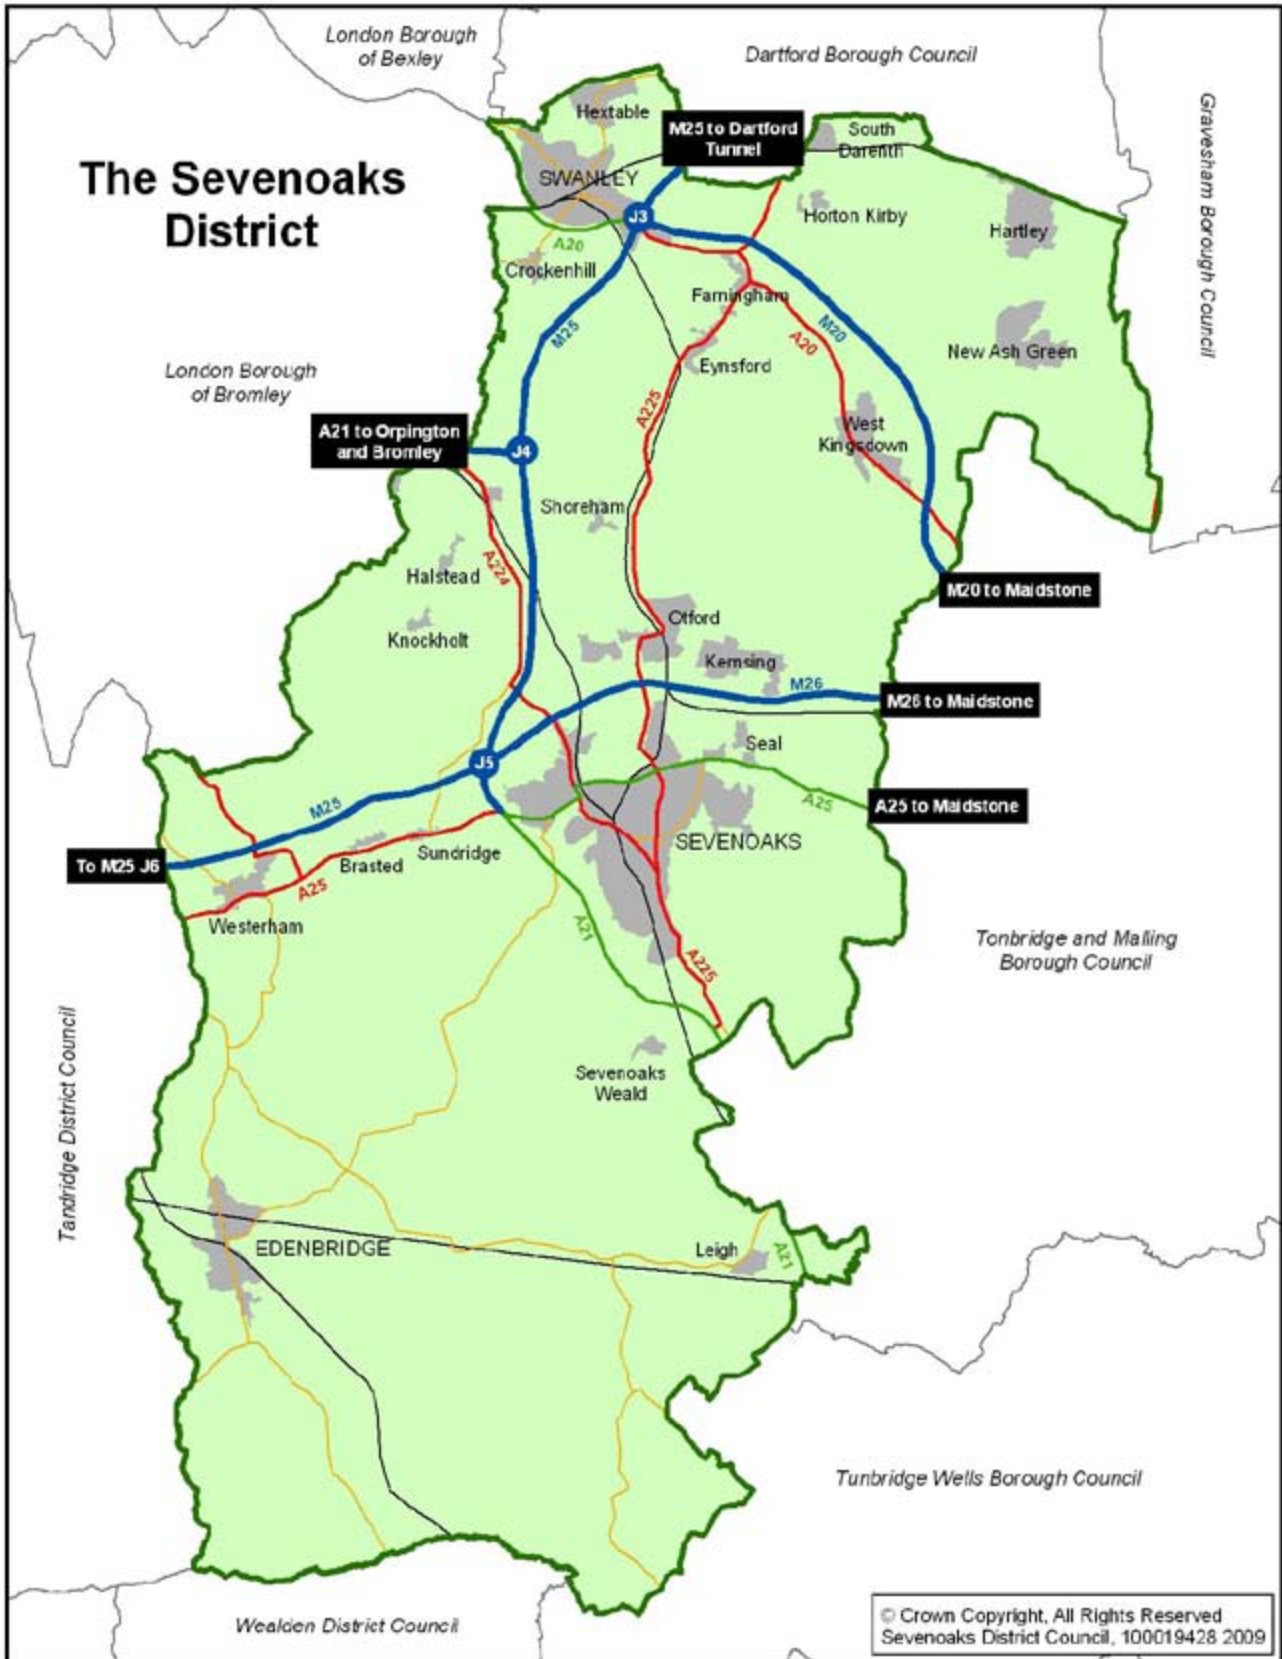 London Borough
of Bexley
Dartford Borough Council
Gravesham Borough Council
The Sevenoaks
District
Hextable
M25 to Dartford
Tunnel
South
Darenth
SWANLEY
J3
Horton Kirby
Hartley
A20
Crockenhill
Farningham
M25
M20
A20
Eynsford
New Ash Green
London Borough
of Bromley
A225
West
Kingsdown
A21 to Orpington
and Bromley
J4
Shoreham
A224
Halstead
M20 to Maidstone
Otford
Knockholt
Kemsing
M26
M26 to Maidstone
Seal
J5
A25
A25 to Maidstone
M25
SEVENOAKS
To M25 J6
Brasted
Sundridge
A25
Westerham
A21
A225
Tonbridge and Malling
Borough Council
Tandridge District Council
Sevenoaks
Weald
EDENBRIDGE
Leigh
A21
Tunbridge Wells Borough Council
Wealden District Council
© Crown Copyright, All Rights Reserved
Sevenoaks District Council, 100019428 2009